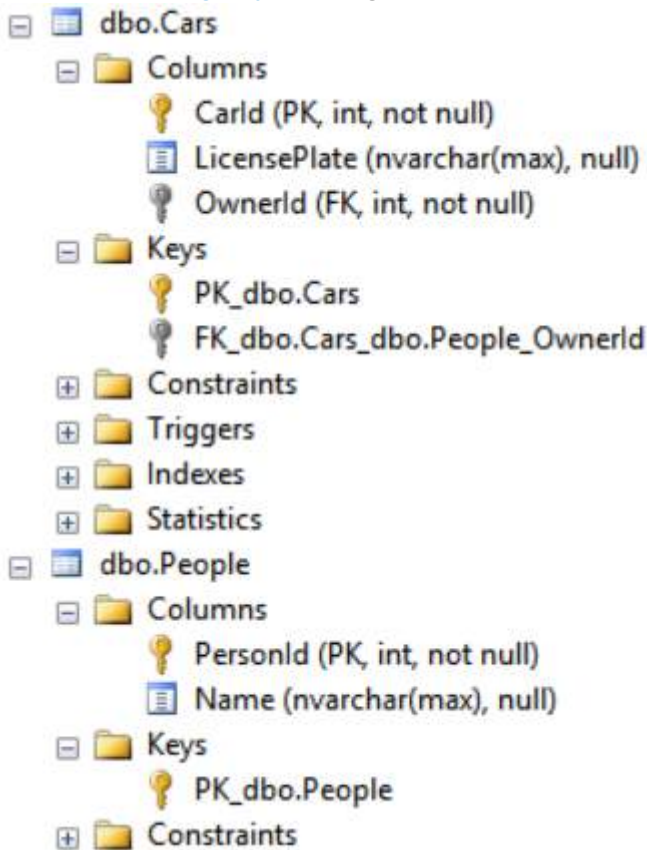 dbo.Cars
Columns
CarId (PK, int, not null)
LicensePlate (nvarchar(max), null)
OwnerId (FK, int, not null)
Keys
PK_dbo.Cars
FK_dbo.Cars_dbo.People_OwnerId
Constraints
Triggers
Indexes
Statistics
dbo.People
Columns
PersonId (PK, int, not null)
Name (nvarchar(max), null)
Keys
PK_dbo.People
Constraints